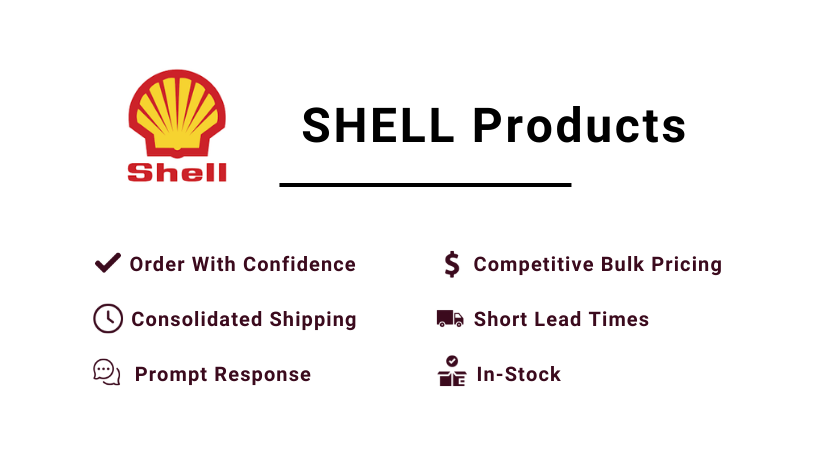 Shell
SHELL Products
Order With Confidence
Competitive Bulk Pricing
Consolidated Shipping
Short Lead Times
Prompt Response
In-Stock